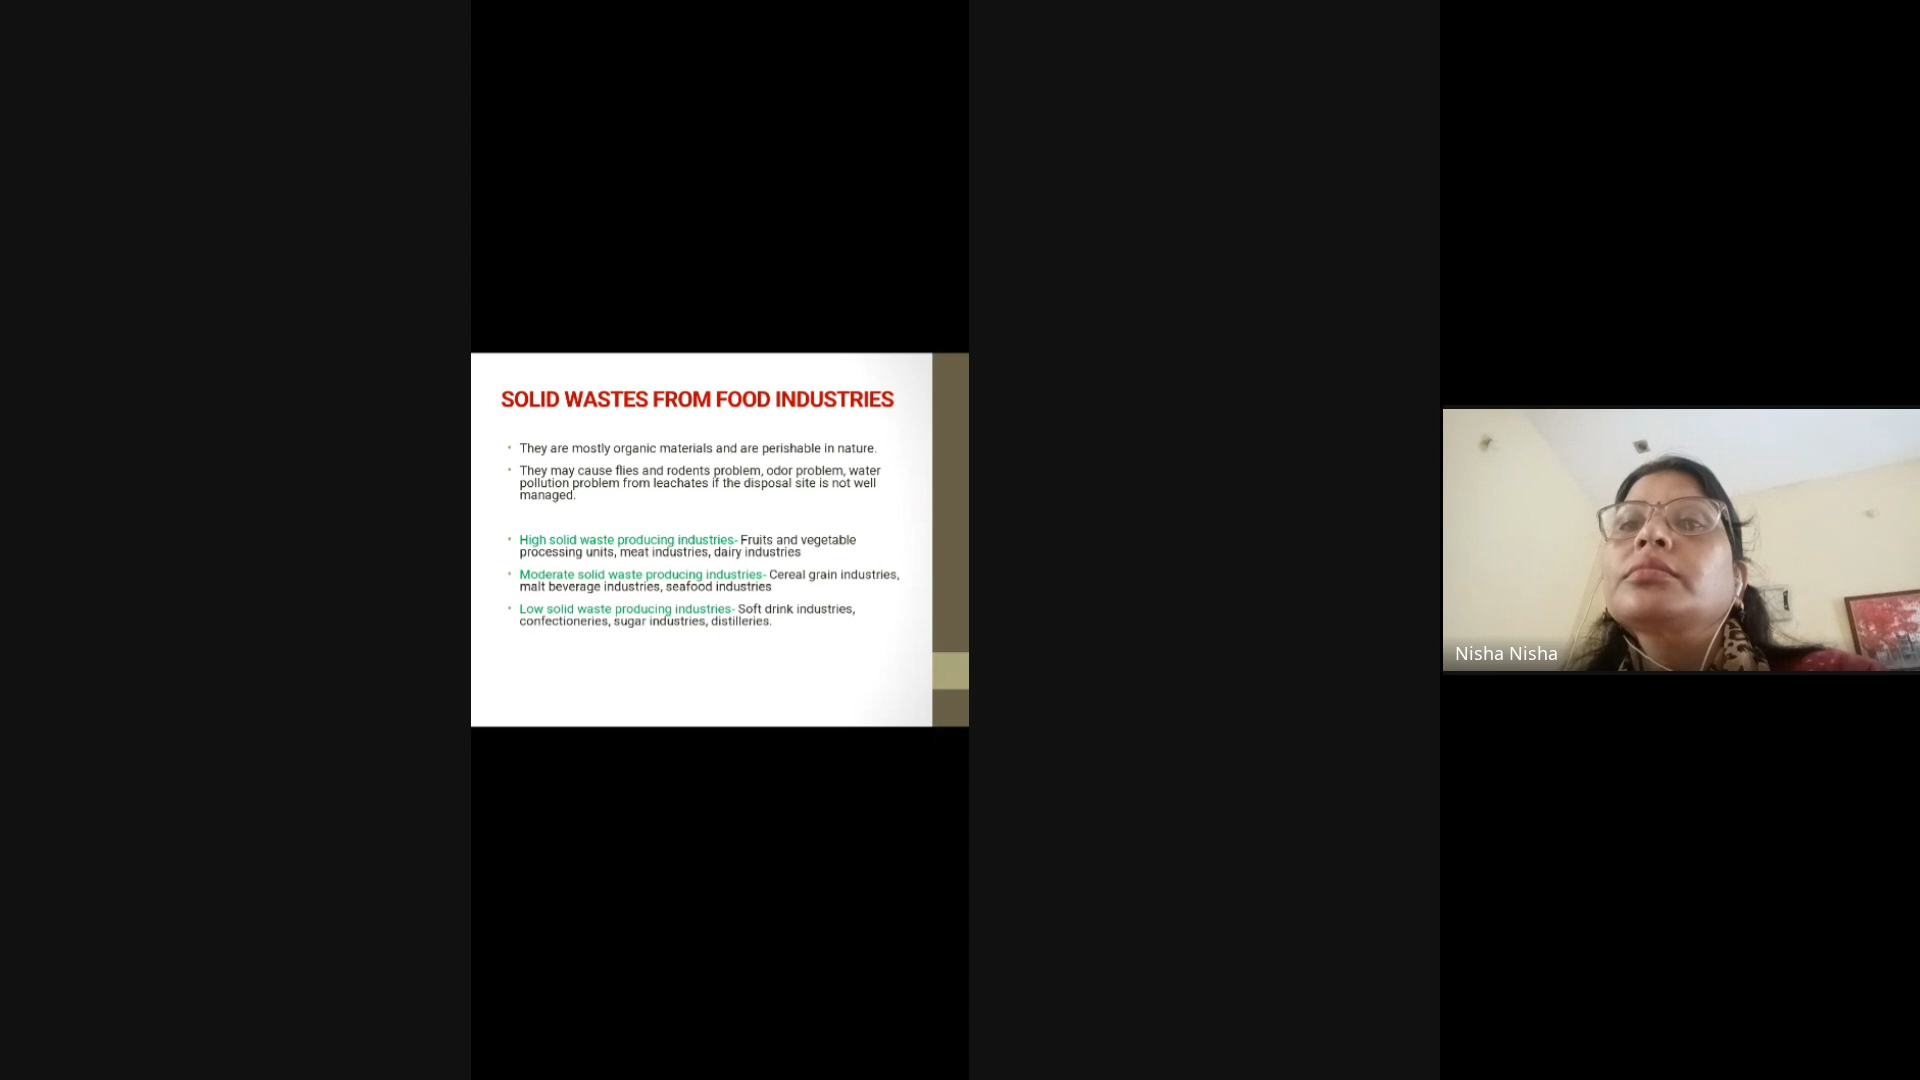 SOLID WASTES FROM FOOD INDUSTRIES
• They are mostly organic materials and are perishable in nature.
• They may cause flies and rodents problem, odor problem, water
pollution problem from leachates if the disposal site is not well
managed.
• High solid waste producing industries- Fruits and vegetable
processing units, meat industries, dairy industries
• Moderate solid waste producing industries- Cereal grain industries,
malt beverage industries, seafood industries
• Low solid waste producing industries- Soft drink industries,
confectioneries, sugar industries, distilleries.
Nisha Nisha